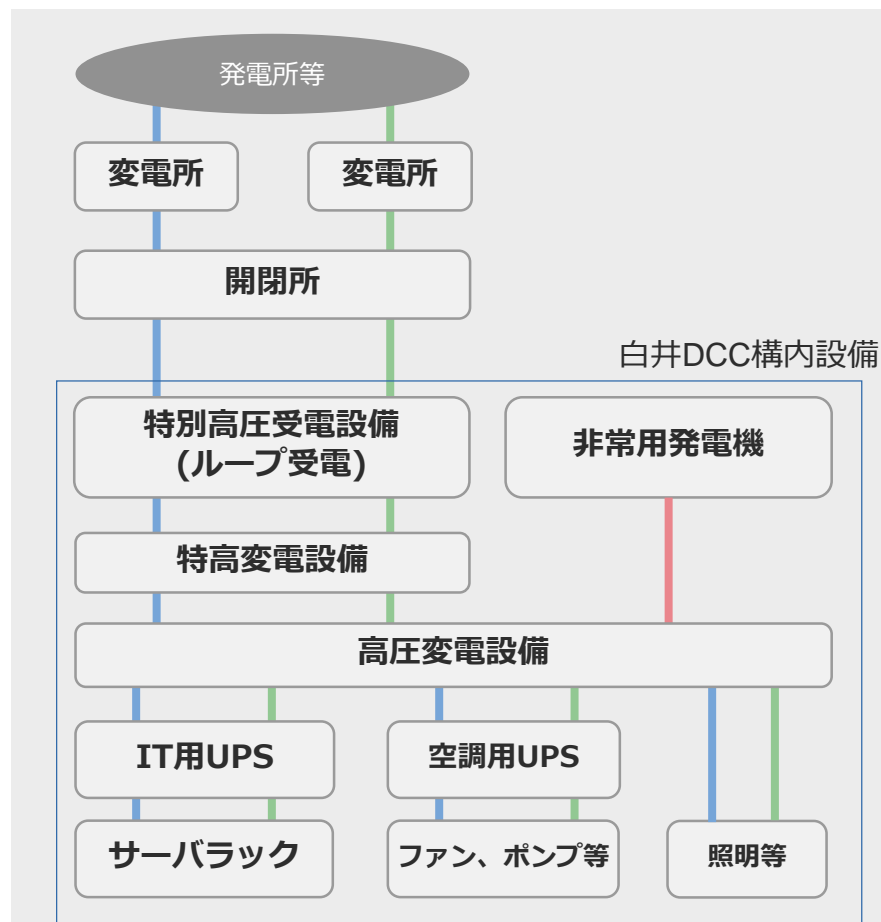 発電所等
変電所
変電所
開閉所
白井DCC構内設備
特別高圧受電設備
(ループ受電)
非常用発電機
特高変電設備
高圧変電設備
IT用UPS
空調用UPS
サーバラック
ファン、ポンプ等
照明等